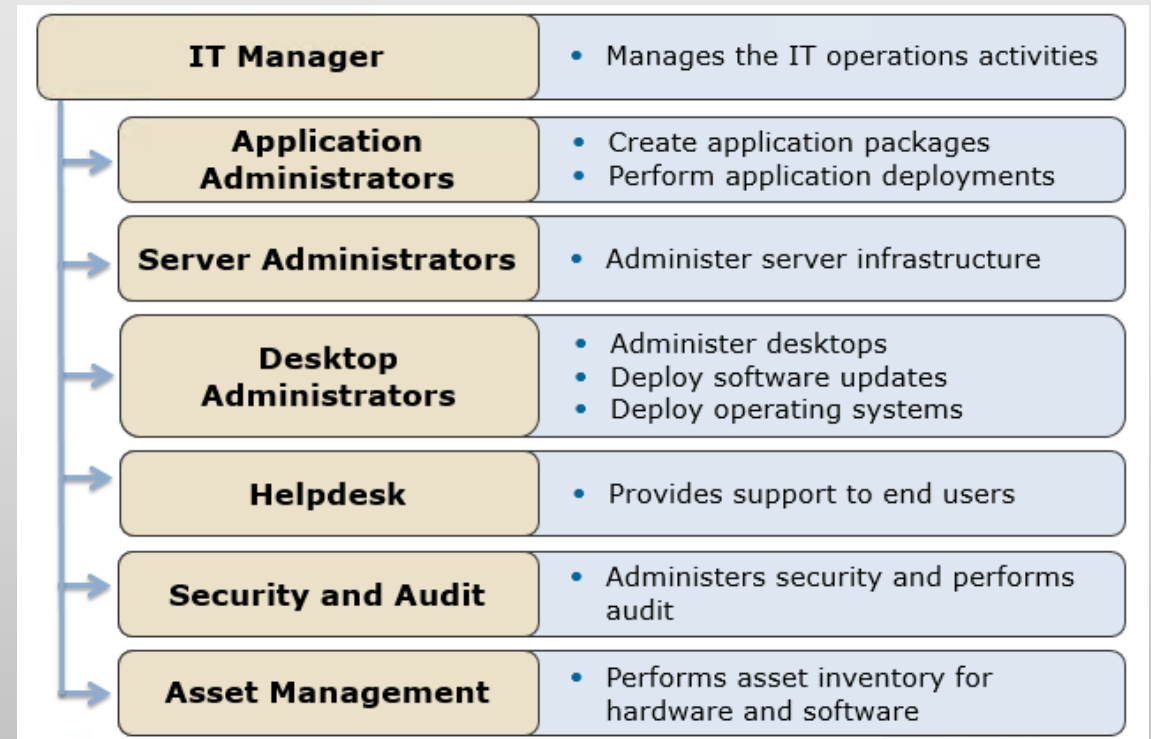 IT Manager
• Manages the IT operations activities
Application
Administrators
• Create application packages
• Perform application deployments
Server Administrators
• Administer server infrastructure
Desktop
Administrators
• Administer desktops
• Deploy software updates
• Deploy operating systems
Helpdesk
• Provides support to end users
Security and Audit
• Administers security and performs
audit
Asset Management
• Performs asset inventory for
hardware and software